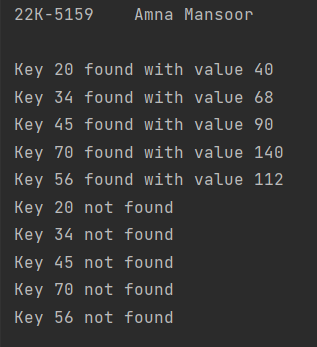 22K-5159    Amna Mansoor
Key 20 found with value 40
Key 34 found with value 68
Key 45 found with value 90
Key 70 found with value 140
Key 56 found with value 112
Key 20 not found
Key 34 not found
Key 45 not found
Key 70 not found
Key 56 not found